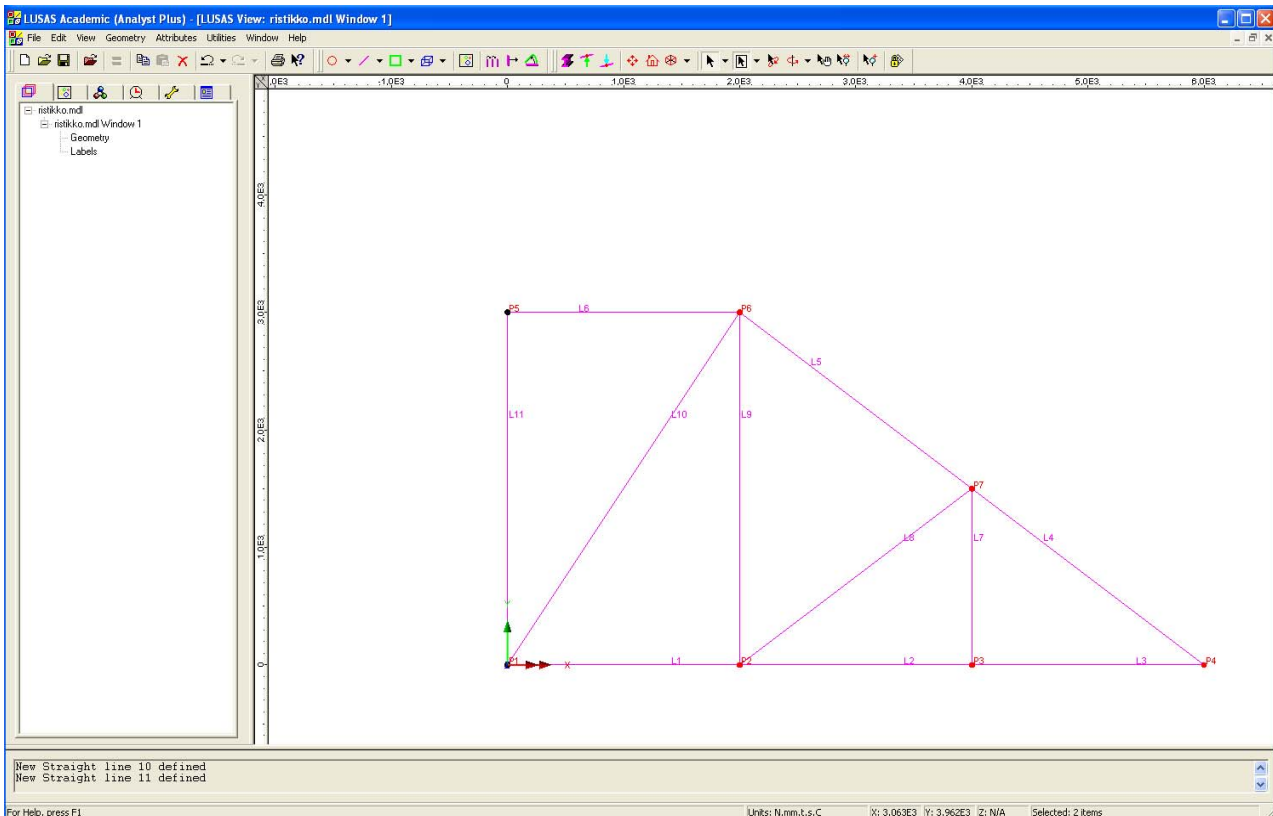 LUSAS Academic (Analyst Plus) - [LUSAS View: ristikko.mdl Window 1]
File Edit View Geometry Attributes Utilities Window Help
ristikko.mdl
ristikko.mdl Window 1
Geometry
Labels
,0E3 ,1,0E3 0 ,1,0E3 2,0E3 3,0E3 4,0E3 5,0E3 6,0E3
4,0E3
3,0E3
2,0E3
1,0E3
0
P5 L6 P6
L5
L11 L10 L9
P7
L8 L7 L4
P1 X L1 P2 L2 P3 L3 P4
New Straight line 10 defined
New Straight line 11 defined
For Help, press F1 Units: N,mm,t,s,C X: 3.063E3 Y: 3.962E3 Z: N/A Selected: 2 items